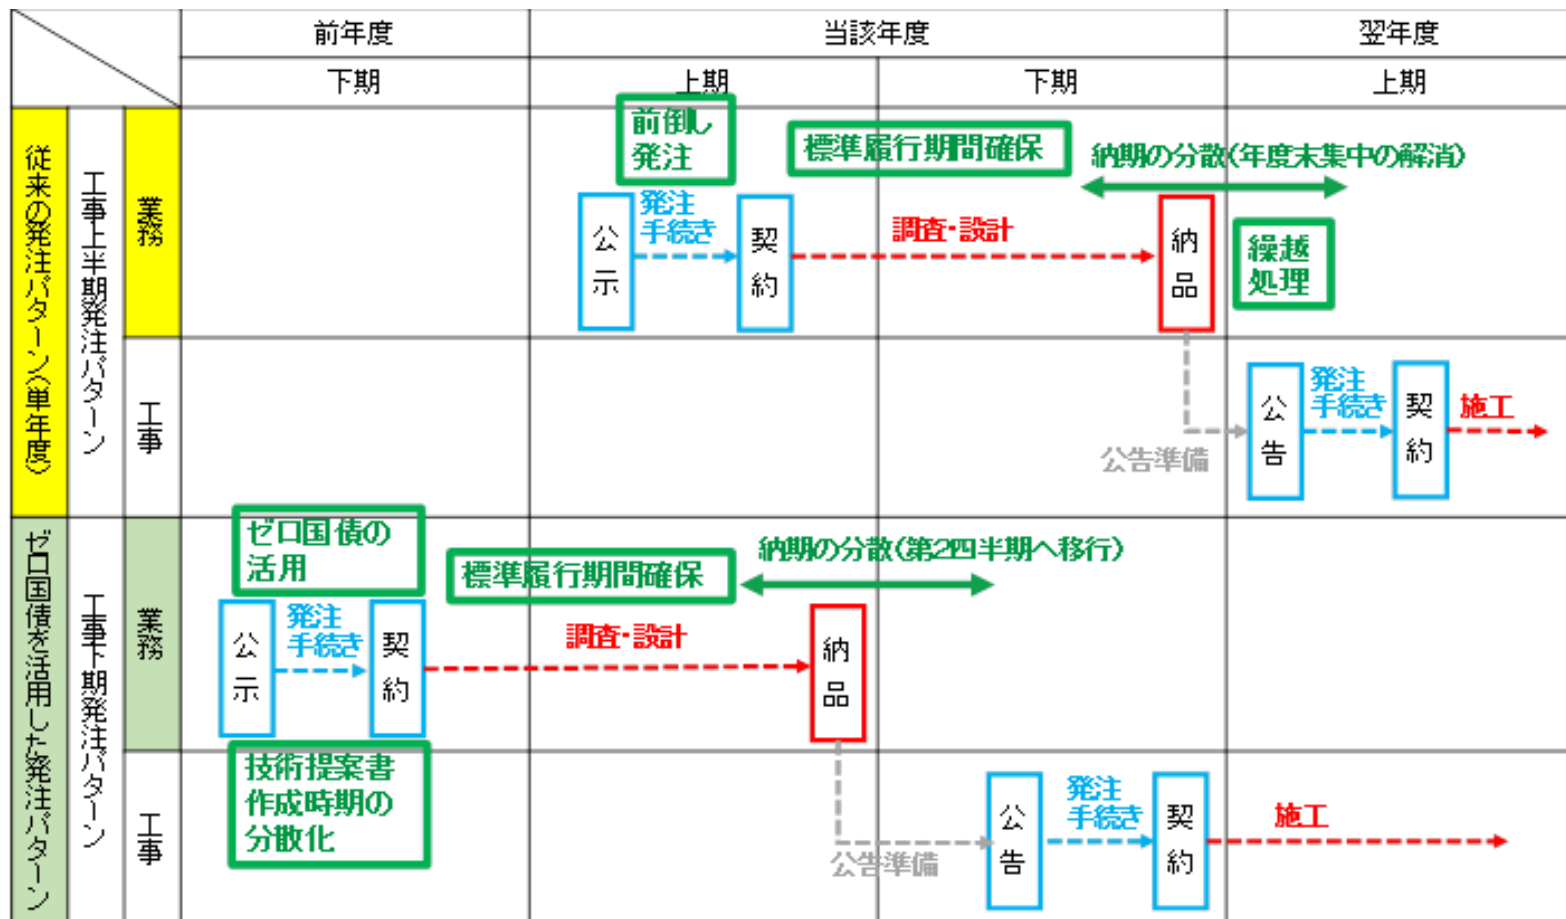 前年度
当該年度
翌年度
下期
上期
下期
上期
従来の発注パターン(単年度)
工事上半期発注パターン
業務
前倒し
発注
標準履行期間確保
納期の分散(年度末集中の解消)
公示
発注
手続き
契約
調査・設計
納品
繰越
処理
工事
公告準備
公告
発注
手続き
契約
施工
ゼロ国債を活用した発注パターン
工事下期発注パターン
業務
ゼロ国債の
活用
標準履行期間確保
納期の分散(第2四半期へ移行)
公示
発注
手続き
契約
調査・設計
納品
工事
技術提案書
作成時期の
分散化
公告準備
公告
発注
手続き
契約
施工